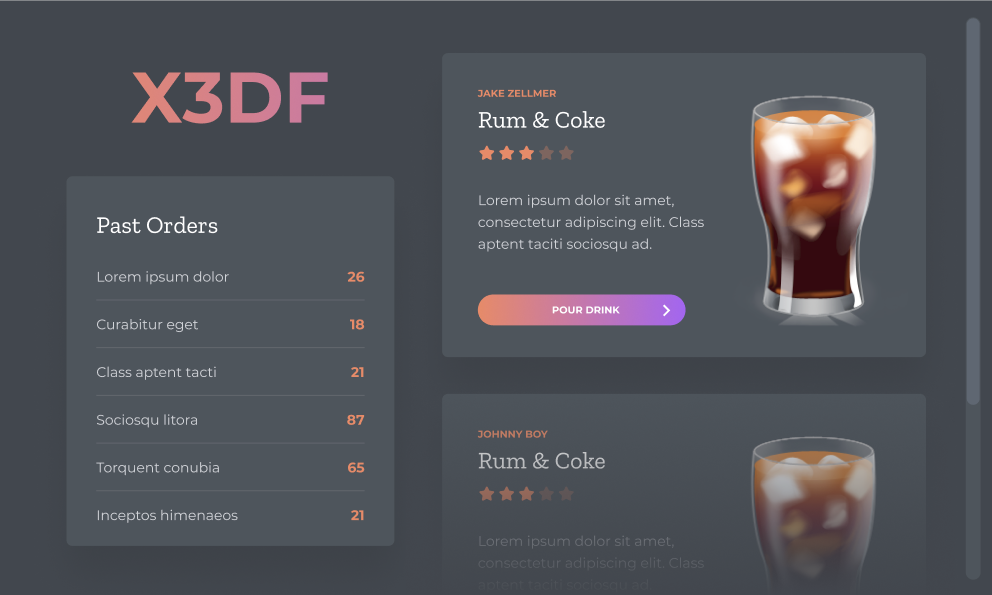 X3DF
Past Orders
Lorem ipsum dolor 26
Curabitur eget 18
Class aptent tacti 21
Sociosqu litora 87
Torquent conubia 65
Inceptos himenaeos 21
JAKE ZELLMER
Rum & Coke
Lorem ipsum dolor sit amet,
consectetur adipiscing elit. Class
aptent taciti sociosqu ad.
POUR DRINK
JOHNNY BOY
Rum & Coke
Lorem ipsum dolor sit amet,
consectetur adipiscing elit. Class
aptent taciti sociosqu ad.